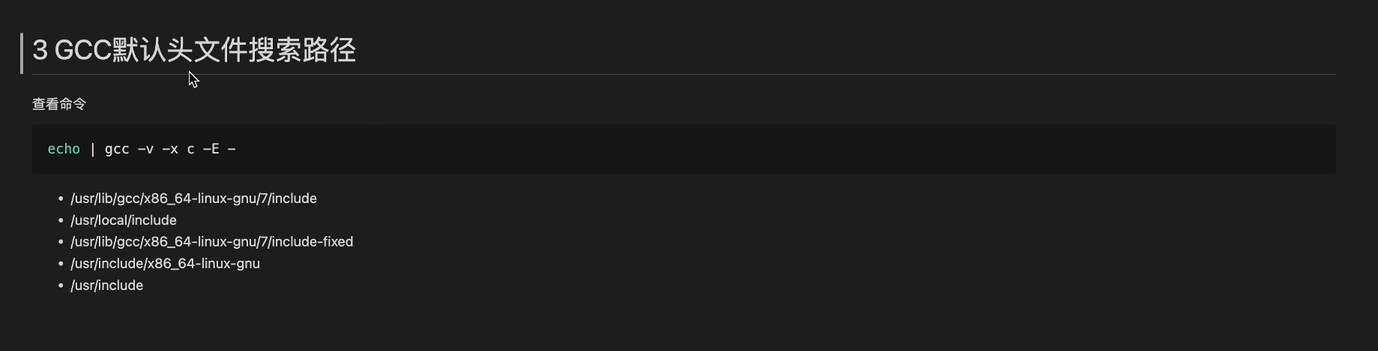 3 GCC默认头文件搜索路径
查看命令
echo | gcc -v -x c -E -
• /usr/lib/gcc/x86_64-linux-gnu/7/include
• /usr/local/include
• /usr/lib/gcc/x86_64-linux-gnu/7/include-fixed
• /usr/include/x86_64-linux-gnu
• /usr/include